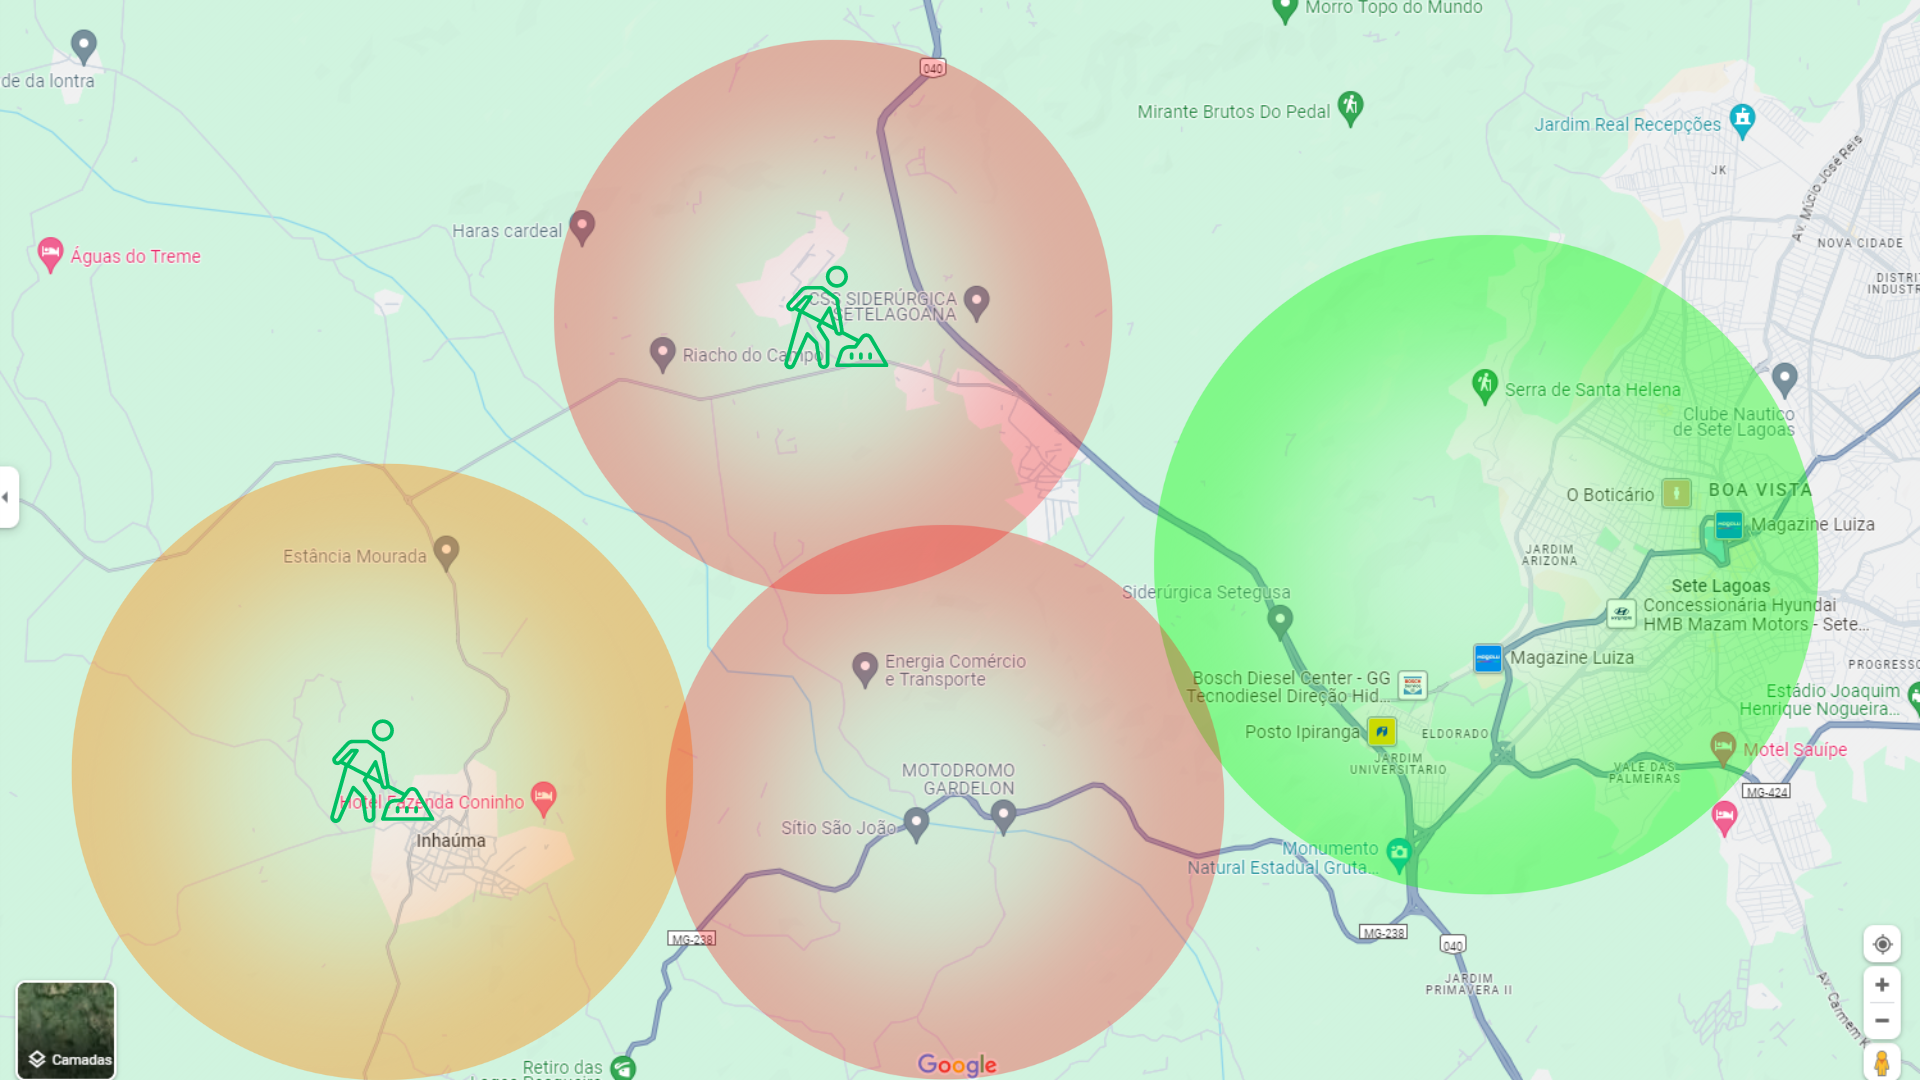 Morro Topo do Mundo
de da lontra
Mirante Brutos Do Pedal
Jardim Real Recepções
040
JK
Av. Múcio José Reis
Haras cardeal
NOVA CIDADE
Águas do Treme
DISTRI
INDUSTR
CSS SIDERÚRGICA
SETELAGOANA
Riacho do Campo
Serra de Santa Helena
Clube Nautico
de Sete Lagoas
O Boticário
BOA VISTA
Magazine Luiza
Estância Mourada
JARDIM
ARIZONA
Siderúrgica Setegusa
Sete Lagoas
Concessionária Hyundai
HMB Mazam Motors - Sete...
Energia Comércio
e Transporte
Magazine Luiza
PROGRESSO
Bosch Diesel Center - GG
Tecnodiesel Direção Hid...
Estádio Joaquim
Henrique Nogueira...
Posto Ipiranga
ELDORADO
JARDIM
UNIVERSITARIO
Motel Sauípe
VALE DAS
PALMEIRAS
MG-424
MOTODROMO
GARDELON
Hotel Fazenda Coninho
Sítio São João
Inhaúma
Monumento
Natural Estadual Gruta...
MG-238
MG-238
040
JARDIM
PRIMAVERA II
Av. Carmem K
Camadas
Retiro das
Google